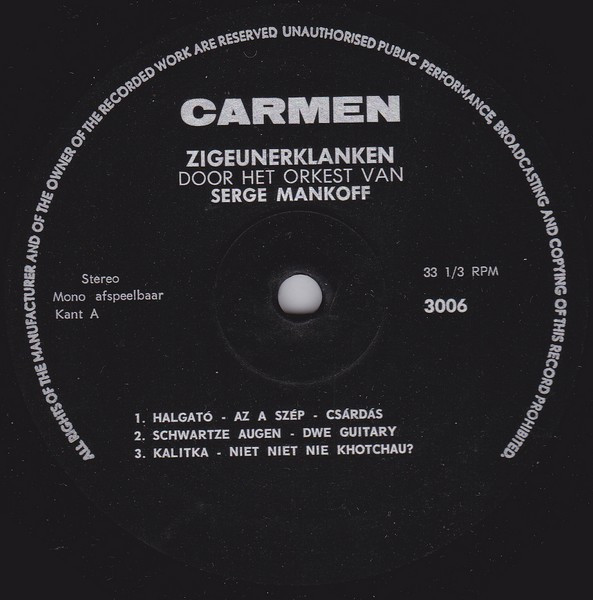 ALL RIGHTS OF THE MANUFACTURER AND OF THE OWNER OF THE RECORDED WORK ARE RESERVED UNAUTHORISED PUBLIC PERFORMANCE BROADCASTING AND COPYING OF THIS RECORD PROHIBITED.
CARMEN
ZIGEUNERKLANKEN
DOOR HET ORKEST VAN
SERGE MANKOFF
Stereo
Mono afspeelbaar
Kant A
33 1/3 RPM
3006
1. HALGATÓ - AZ A SZÉP - CSÁRDÁS
2. SCHWARTZE AUGEN - DWE GUITARY
3. KALITKA - NIET NIET NIE KHOTCHAU?